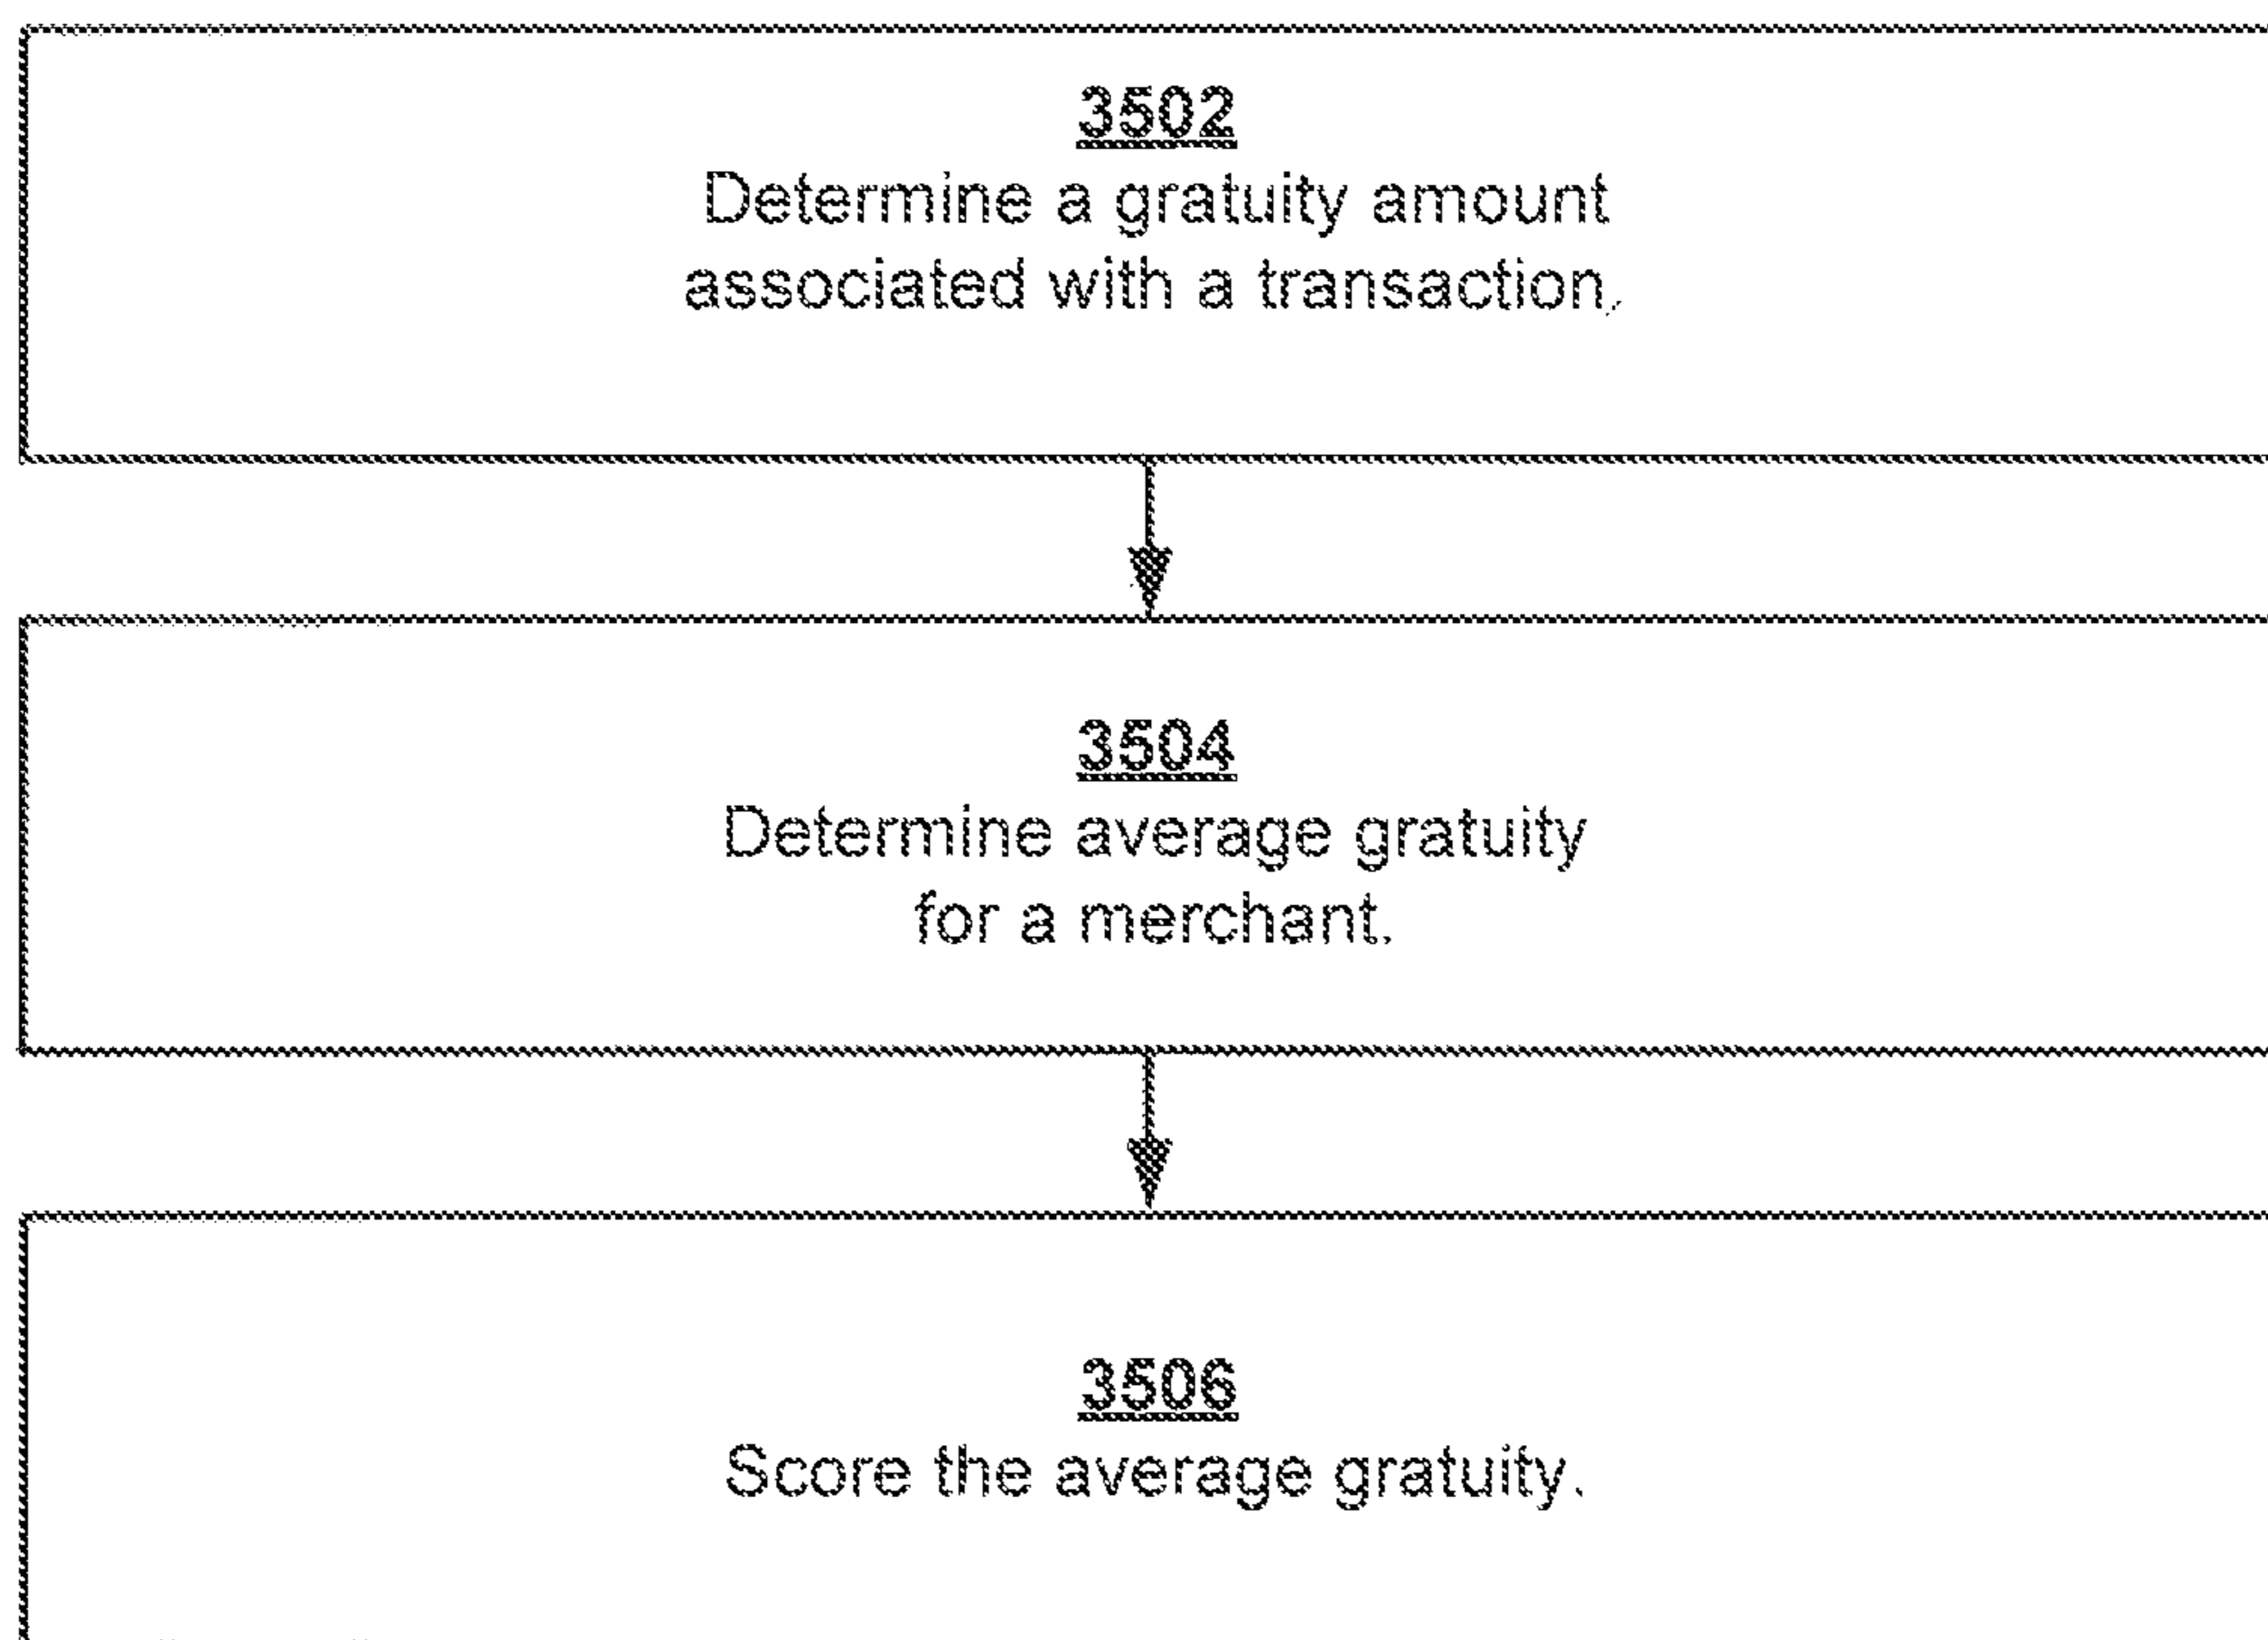 3502
Determine a gratuity amount
associated with a transaction.
3504
Determine average gratuity
for a merchant.
3506
Score the average gratuity.